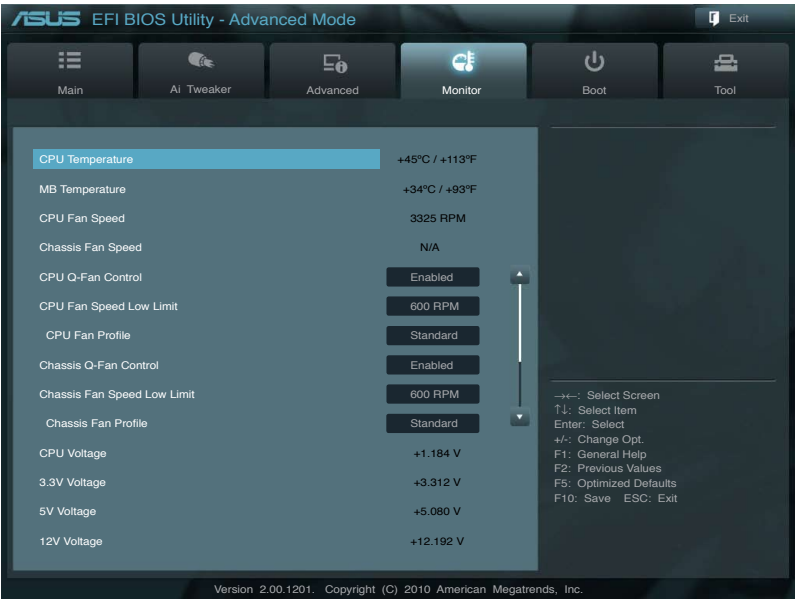 ASUS EFI BIOS Utility - Advanced Mode
Exit
Main
Ai Tweaker
Advanced
Monitor
Boot
Tool
CPU Temperature +45ºC / +113ºF
MB Temperature +34ºC / +93ºF
CPU Fan Speed 3325 RPM
Chassis Fan Speed N/A
CPU Q-Fan Control Enabled
CPU Fan Speed Low Limit 600 RPM
CPU Fan Profile Standard
Chassis Q-Fan Control Enabled
Chassis Fan Speed Low Limit 600 RPM
Chassis Fan Profile Standard
CPU Voltage +1.184 V
3.3V Voltage +3.312 V
5V Voltage +5.080 V
12V Voltage +12.192 V
→←: Select Screen
↑↓: Select Item
Enter: Select
+/-: Change Opt.
F1: General Help
F2: Previous Values
F5: Optimized Defaults
F10: Save ESC: Exit
Version 2.00.1201. Copyright (C) 2010 American Megatrends, Inc.